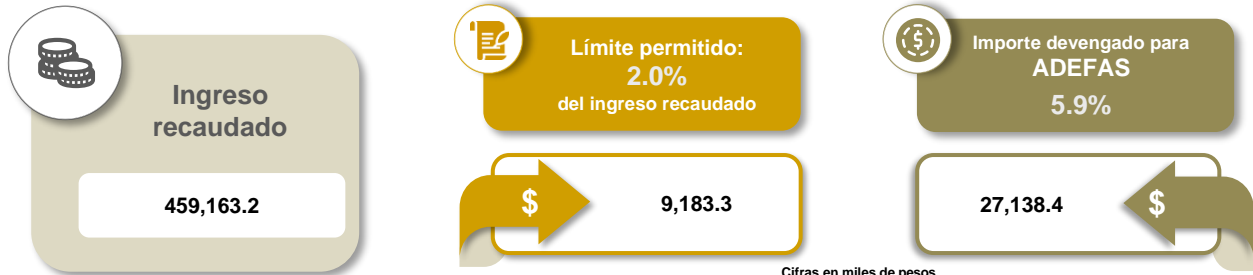 Ingreso
recaudado
459,163.2
Límite permitido:
2.0%
del ingreso recaudado
$
9,183.3
Importe devengado para
ADEFAS
5.9%
27,138.4
$
Cifras en miles de pesos